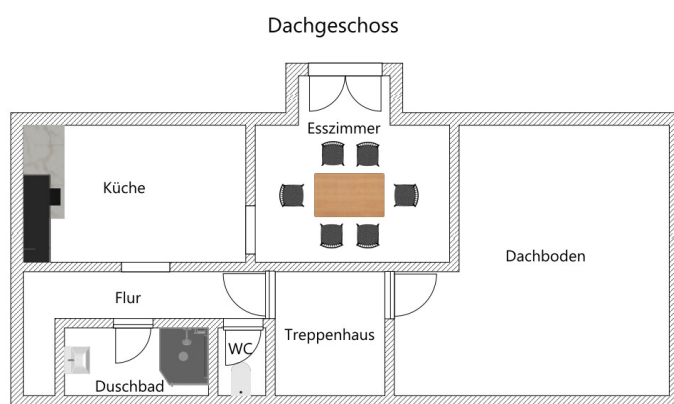 Dachgeschoss
Esszimmer
Küche
Dachboden
Flur
Treppenhaus
WC
Duschbad